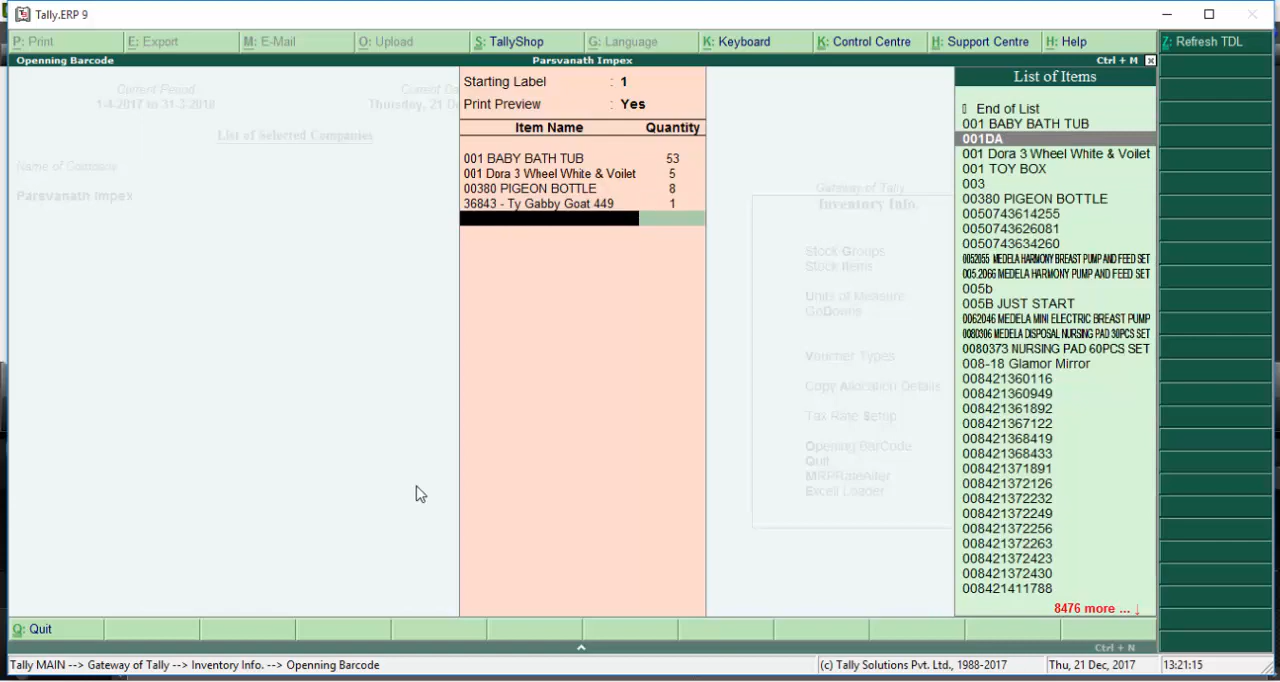 Tally.ERP 9
P: Print E: Export M: E-Mail O: Upload S: TallyShop G: Language K: Keyboard K: Control Centre H: Support Centre H: Help Z: Refresh TDL
Openning Barcode Parsvanath Impex Ctrl + M
Current Period
1-4-2017 to 31-3-2018 Thursday, 21 De
List of Selected Companies
Name of Company
Parsvanath Impex
Starting Label : 1
Print Preview : Yes
Item Name Quantity
001 BABY BATH TUB 53
001 Dora 3 Wheel White & Voilet 5
00380 PIGEON BOTTLE 8
36843 - Ty Gabby Goat 449 1
Gateway of Tally
Inventory Info.
Stock Groups
Stock Items
Units of Measure
GoDowns
Voucher Types
Copy Allocation Details
Tax Rate Setup
Opening BarCode
Quit
MRPRateAlter
Excell Loader
List of Items
End of List
001 BABY BATH TUB
001DA
001 Dora 3 Wheel White & Voilet
001 TOY BOX
003
00380 PIGEON BOTTLE
0050743614255
0050743626081
0050743634260
0052055 MEDELA HARMONY BREAST PUMP AND FEED SET
005.2066 MEDELA HARMONY PUMP AND FEED SET
005b
005B JUST START
0062046 MEDELA MINI ELECTRIC BREAST PUMP
0080306 MEDELA DISPOSAL NURSING PAD 30PCS SET
0080373 NURSING PAD 60PCS SET
008-18 Glamor Mirror
008421360116
008421360949
008421361892
008421367122
008421368419
008421368433
008421371891
008421372126
008421372232
008421372249
008421372256
008421372263
008421372423
008421372430
008421411788
8476 more ... ↓
Q: Quit
Ctrl + N
Tally MAIN --> Gateway of Tally --> Inventory Info. --> Openning Barcode (c) Tally Solutions Pvt. Ltd., 1988-2017 Thu, 21 Dec, 2017 13:21:15